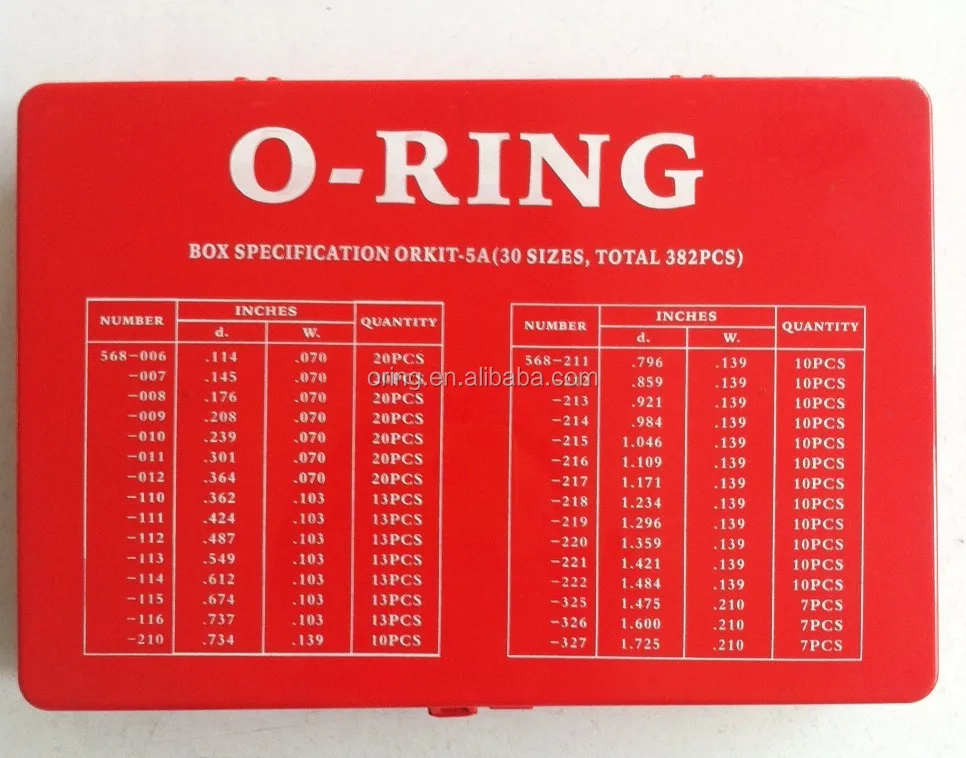 O-RING
BOX SPECIFICATION ORKIT-5A(30 SIZES, TOTAL 382PCS)
NUMBER INCHES QUANTITY
d. W.
568-006 .114 .070 20PCS
-007 .145 .070 20PCS
-008 .176 .070 20PCS
-009 .208 .070 20PCS
-010 .239 .070 20PCS
-011 .301 .070 20PCS
-012 .364 .070 20PCS
-110 .362 .103 13PCS
-111 .424 .103 13PCS
-112 .487 .103 13PCS
-113 .549 .103 13PCS
-114 .612 .103 13PCS
-115 .674 .103 13PCS
-116 .737 .103 13PCS
-210 .734 .139 10PCS
NUMBER INCHES QUANTITY
d. W.
568-211 .796 .139 10PCS
.859 .139 10PCS
-213 .921 .139 10PCS
-214 .984 .139 10PCS
-215 1.046 .139 10PCS
-216 1.109 .139 10PCS
-217 1.171 .139 10PCS
-218 1.234 .139 10PCS
-219 1.296 .139 10PCS
-220 1.359 .139 10PCS
-221 1.421 .139 10PCS
-222 1.484 .139 10PCS
-325 1.475 .210 7PCS
-326 1.600 .210 7PCS
-327 1.725 .210 7PCS
oring.en.alibaba.com